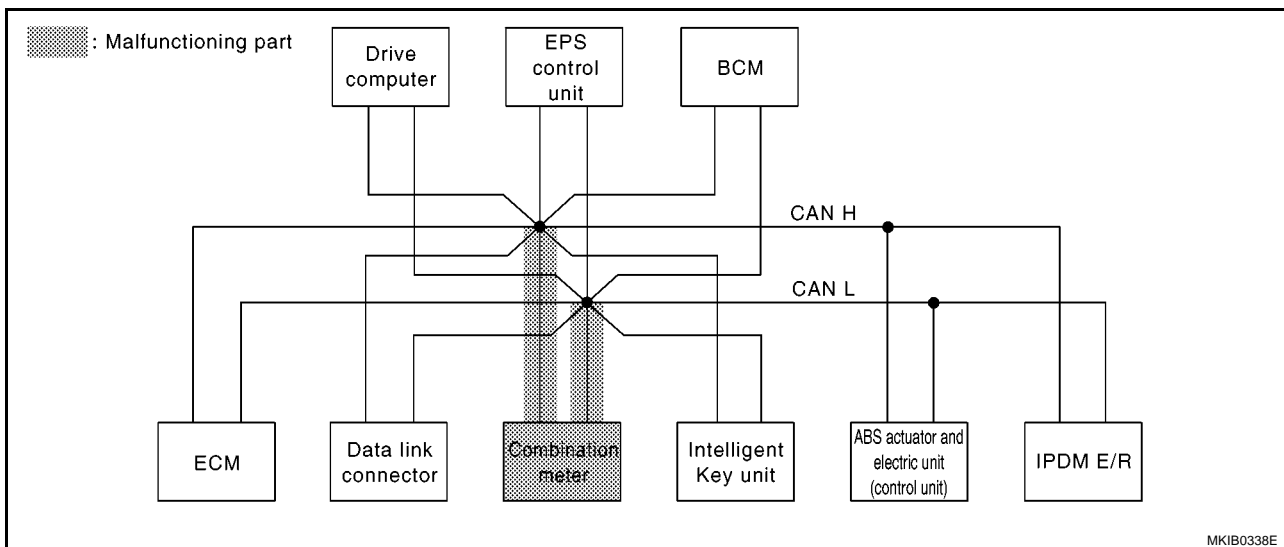 : Malfunctioning part
Drive
computer
EPS
control
unit
BCM
CAN H
CAN L
ECM
Data link
connector
Combination
meter
Intelligent
Key unit
ABS actuator and
electric unit
(control unit)
IPDM E/R
MKIB0338E